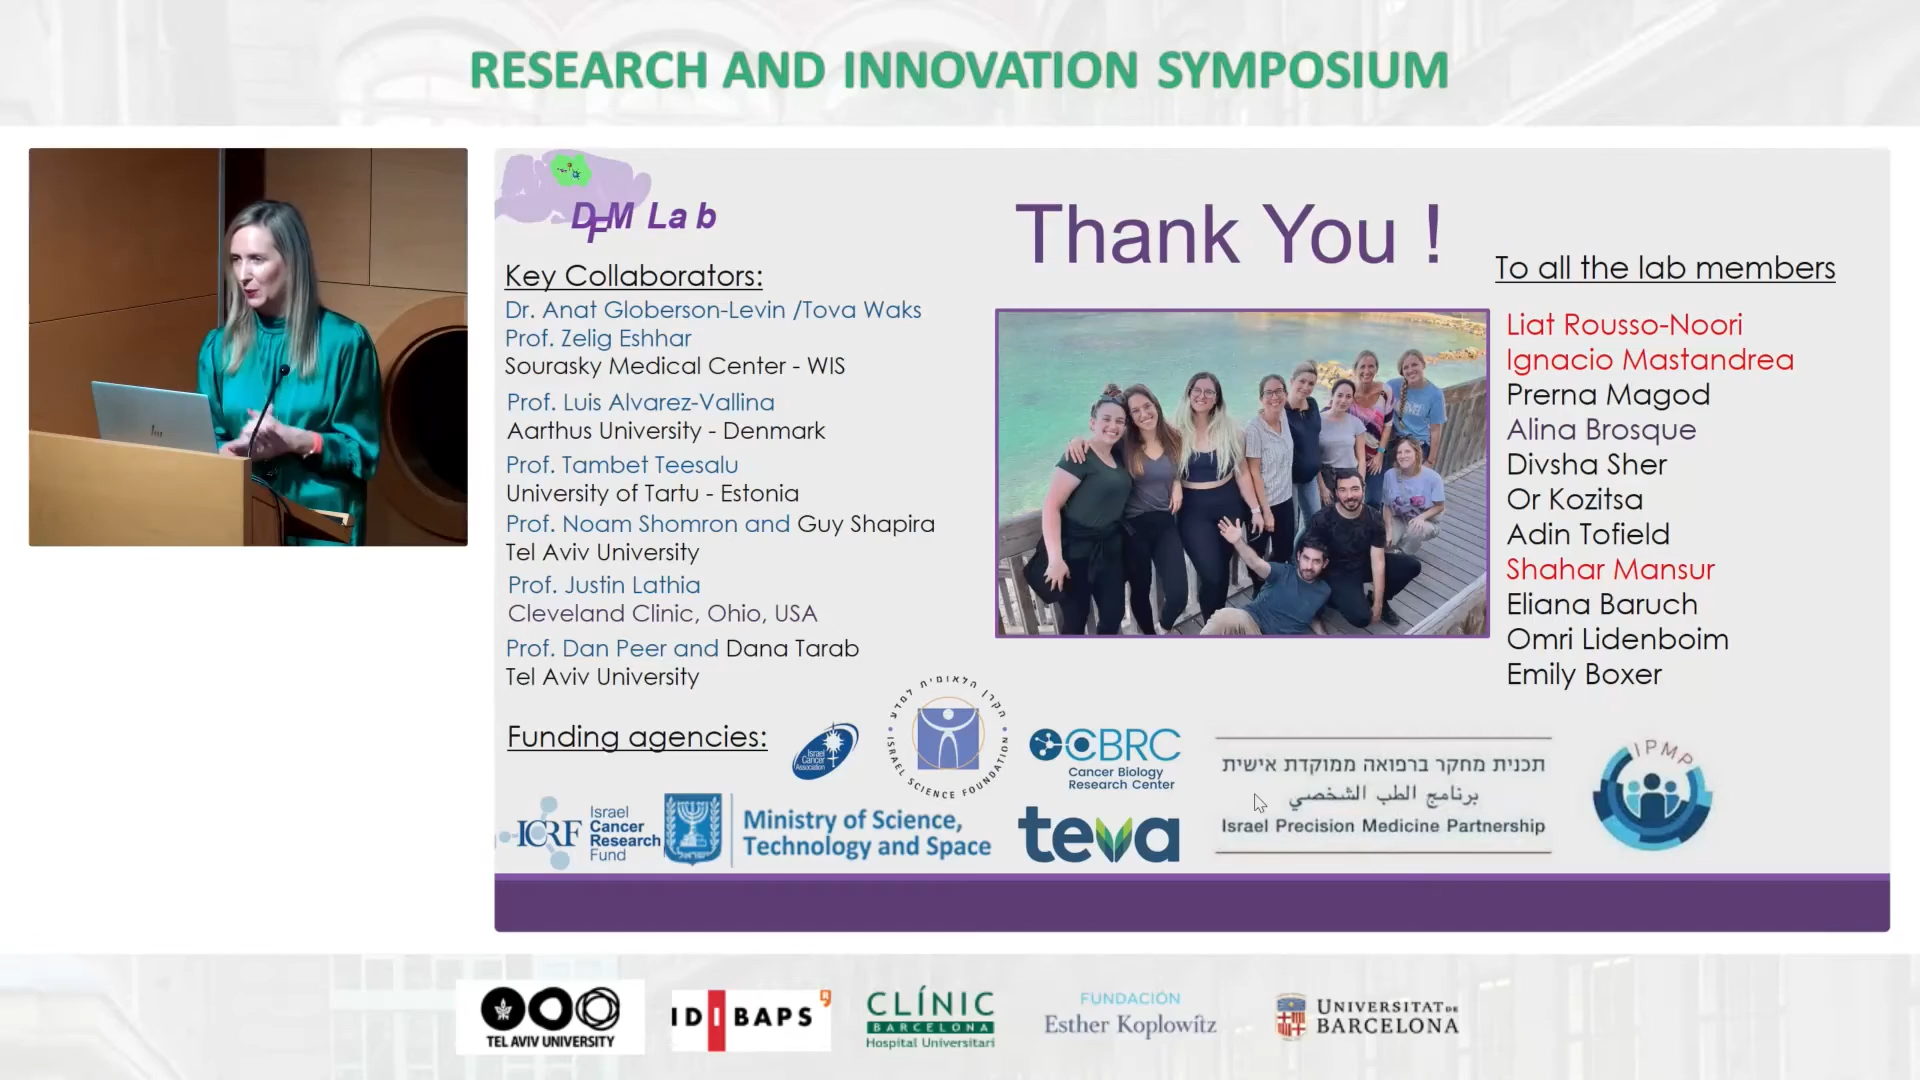 RESEARCH AND INNOVATION SYMPOSIUM
DFM Lab
Thank You !
Key Collaborators:
Dr. Anat Globerson-Levin /Tova Waks
Prof. Zelig Eshhar
Sourasky Medical Center - WIS
Prof. Luis Alvarez-Vallina
Aarthus University - Denmark
Prof. Tambet Teesalu
University of Tartu - Estonia
Prof. Noam Shomron and Guy Shapira
Tel Aviv University
Prof. Justin Lathia
Cleveland Clinic, Ohio, USA
Prof. Dan Peer and Dana Tarab
Tel Aviv University
To all the lab members
Liat Rousso-Noori
Ignacio Mastandrea
Prerna Magod
Alina Brosque
Divsha Sher
Or Kozitsa
Adin Tofield
Shahar Mansur
Eliana Baruch
Omri Lidenboim
Emily Boxer
Funding agencies:
Israel
Cancer
Association
הקרן הלאומית למדע
ISRAEL SCIENCE FOUNDATION
CBRC
Cancer Biology
Research Center
תכנית מחקר ברפואה ממוקדת אישית
برنامج الطب الشخصي
Israel Precision Medicine Partnership
IPMP
ICRF
Israel
Cancer
Research
Fund
Ministry of Science,
Technology and Space
teva
TEL AVIV UNIVERSITY
IDIBAPS
CLÍNIC
BARCELONA
Hospital Universitari
FUNDACIÓN
Esther Koplowitz
UNIVERSITAT DE
BARCELONA